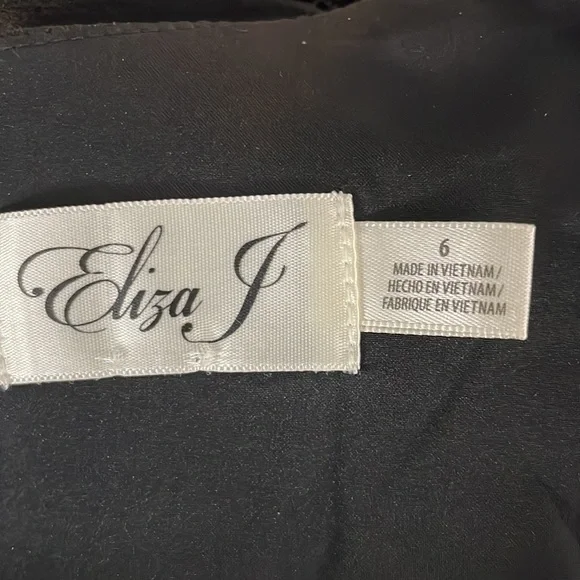 Eliza J
6
MADE IN VIETNAM/
HECHO EN VIETNAM/
FABRIQUE EN VIETNAM